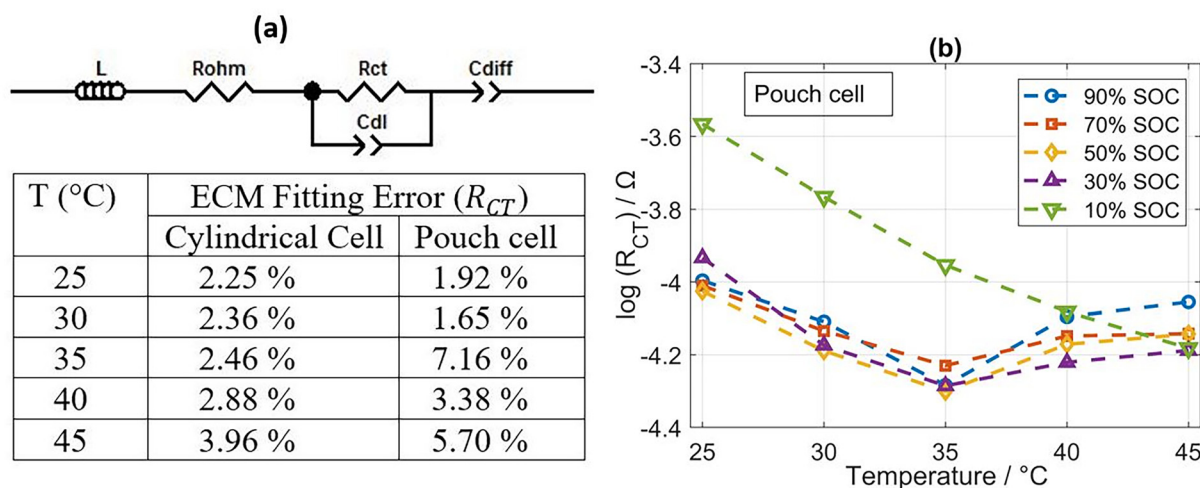 (a)
L
Rohm
Rct
Cdiff
Cdl
T (°C)
ECM Fitting Error (R_CT)
Cylindrical Cell
Pouch cell
25
2.25 %
1.92 %
30
2.36 %
1.65 %
35
2.46 %
7.16 %
40
2.88 %
3.38 %
45
3.96 %
5.70 %
(b)
Pouch cell
90% SOC
70% SOC
50% SOC
30% SOC
10% SOC
log (R_CT) / Ω
-3.4
-3.6
-3.8
-4
-4.2
-4.4
25
30
35
40
45
Temperature / °C